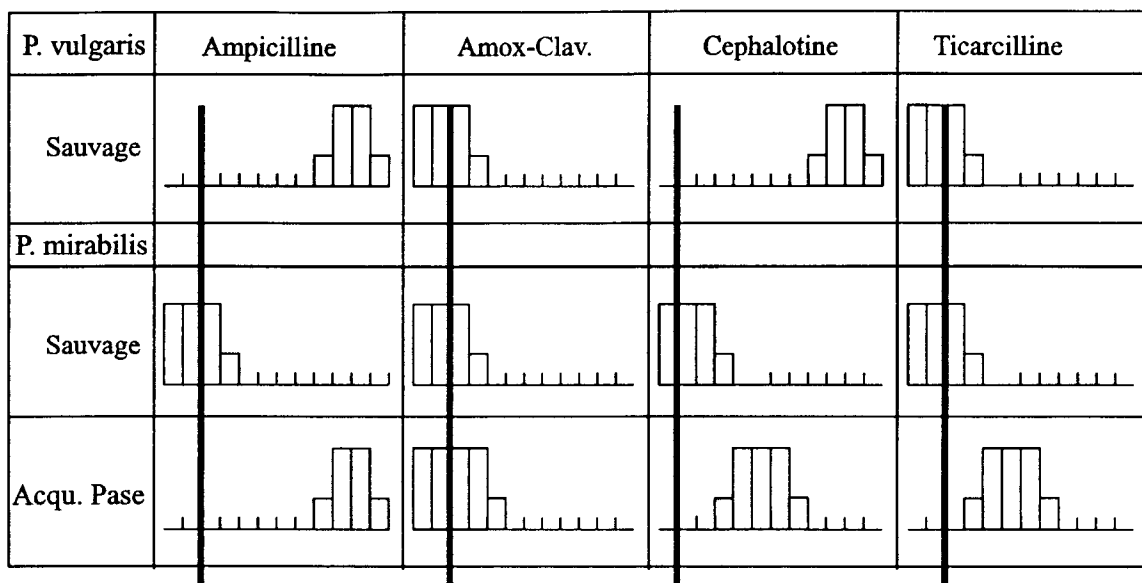 P. vulgaris Ampicilline Amox-Clav. Cephalotine Ticarcilline
Sauvage
P. mirabilis
Sauvage
Acqu. Pase